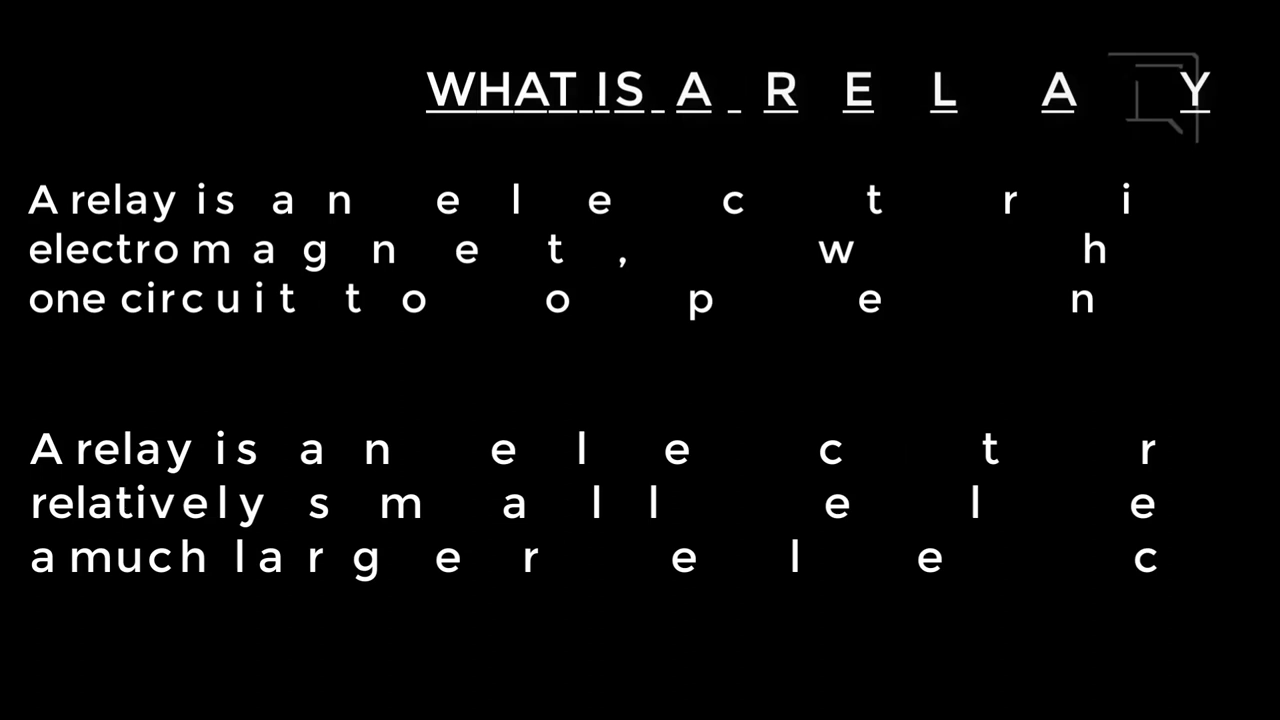 WHAT IS A RELAY
A relay is an electri
electromagnet, wh
one circuit to open
A relay is an electr
relatively small ele
a much larger elec